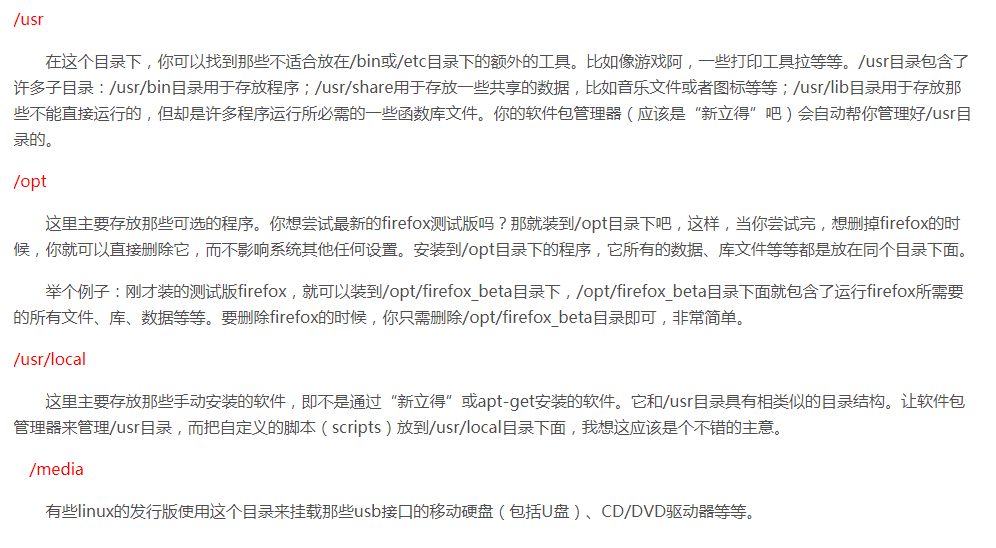 /usr
在这个目录下，你可以找到那些不适合放在/bin或/etc目录下的额外的工具。比如像游戏阿，一些打印工具拉等等。/usr目录包含了
许多子目录：/usr/bin目录用于存放程序；/usr/share用于存放一些共享的数据，比如音乐文件或者图标等等；/usr/lib目录用于存放那
些不能直接运行的，但却是许多程序运行所必需的一些函数库文件。你的软件包管理器（应该是“新立得”吧）会自动帮你管理好/usr目
录的。
/opt
这里主要存放那些可选的程序。你想尝试最新的firefox测试版吗？那就装到/opt目录下吧，这样，当你尝试完，想删掉firefox的时
候，你就可以直接删除它，而不影响系统其他任何设置。安装到/opt目录下的程序，它所有的数据、库文件等等都是放在同个目录下面。
举个例子：刚才装的测试版firefox，就可以装到/opt/firefox_beta目录下，/opt/firefox_beta目录下面就包含了运行firefox所需要
的所有文件、库、数据等等。要删除firefox的时候，你只需删除/opt/firefox_beta目录即可，非常简单。
/usr/local
这里主要存放那些手动安装的软件，即不是通过“新立得”或apt-get安装的软件。它和/usr目录具有相类似的目录结构。让软件包
管理器来管理/usr目录，而把自定义的脚本（scripts）放到/usr/local目录下面，我想这应该是个不错的主意。
/media
有些linux的发行版使用这个目录来挂载那些usb接口的移动硬盘（包括U盘）、CD/DVD驱动器等等。